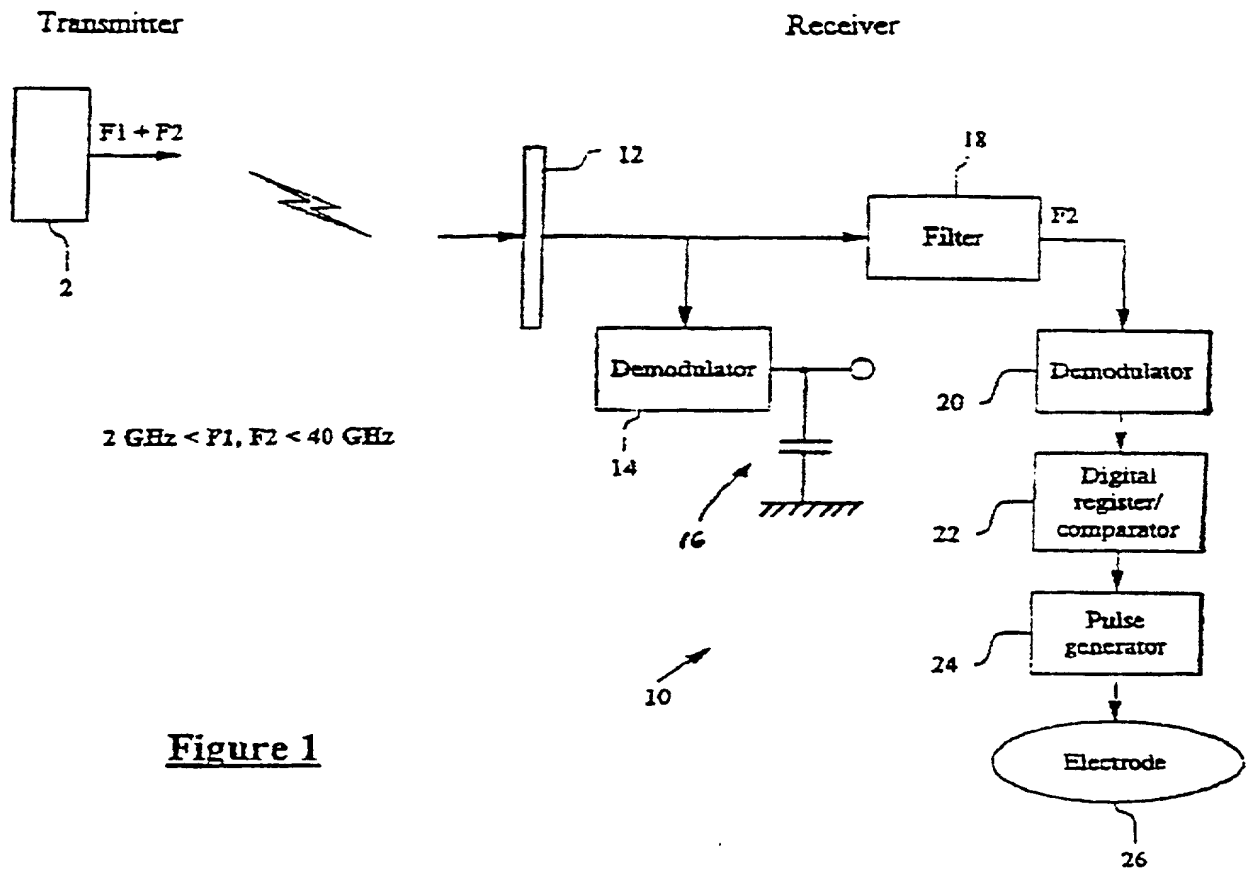 Transmitter
Receiver
F1 + F2
2
12
18
Filter
F2
Demodulator
14
16
2 GHz < F1, F2 < 40 GHz
Demodulator
20
Digital
register/
comparator
22
Pulse
generator
24
10
Electrode
26
Figure 1